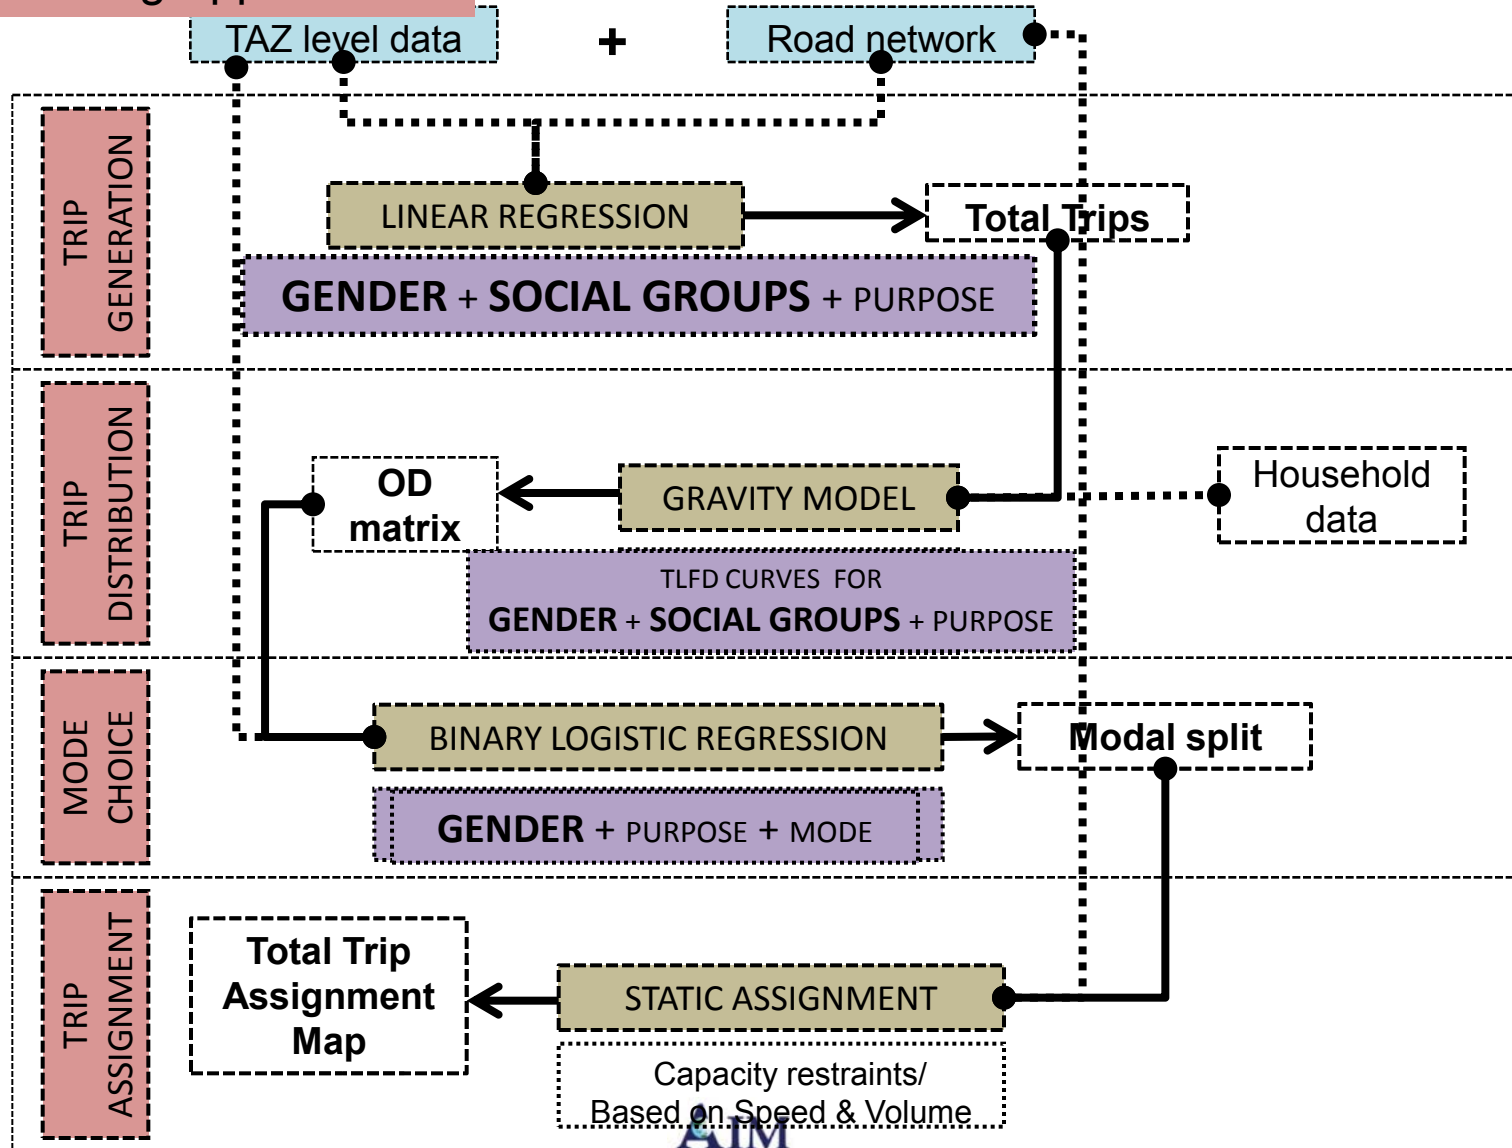 TAZ level data
+
Road network
TRIP
GENERATION
LINEAR REGRESSION
Total Trips
GENDER + SOCIAL GROUPS + PURPOSE
TRIP
DISTRIBUTION
OD
matrix
GRAVITY MODEL
Household
data
TLFD CURVES FOR
GENDER + SOCIAL GROUPS + PURPOSE
MODE
CHOICE
BINARY LOGISTIC REGRESSION
Modal split
GENDER + PURPOSE + MODE
TRIP
ASSIGNMENT
Total Trip
Assignment
Map
STATIC ASSIGNMENT
Capacity restraints/
Based on Speed & Volume
AIM